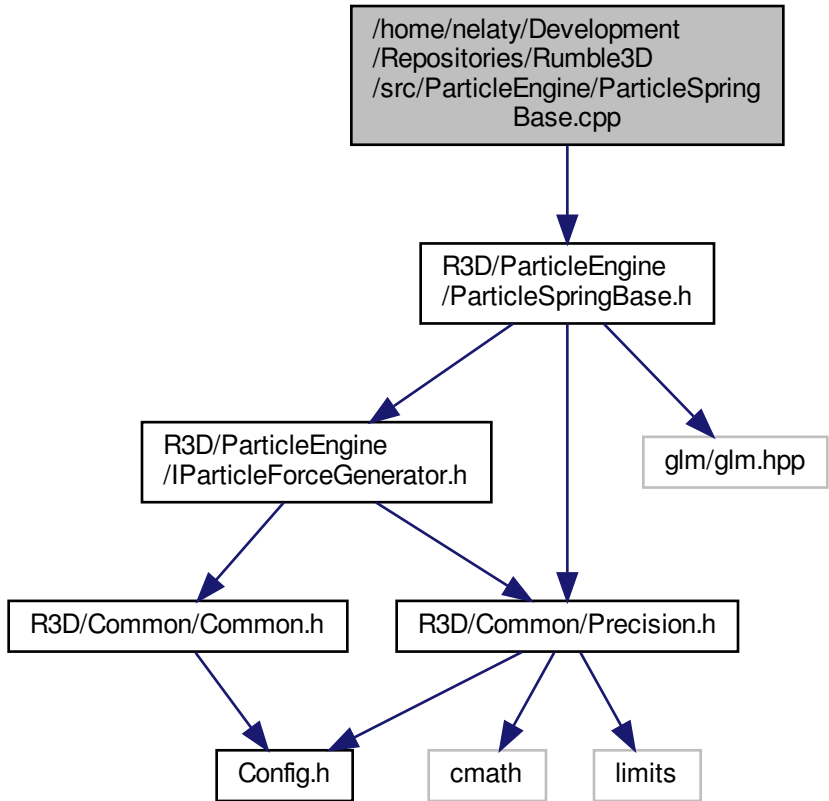 /home/nelaty/Development
/Repositories/Rumble3D
/src/ParticleEngine/ParticleSpring
Base.cpp
R3D/ParticleEngine
/ParticleSpringBase.h
R3D/ParticleEngine
/IParticleForceGenerator.h
glm/glm.hpp
R3D/Common/Common.h
R3D/Common/Precision.h
Config.h
cmath
limits